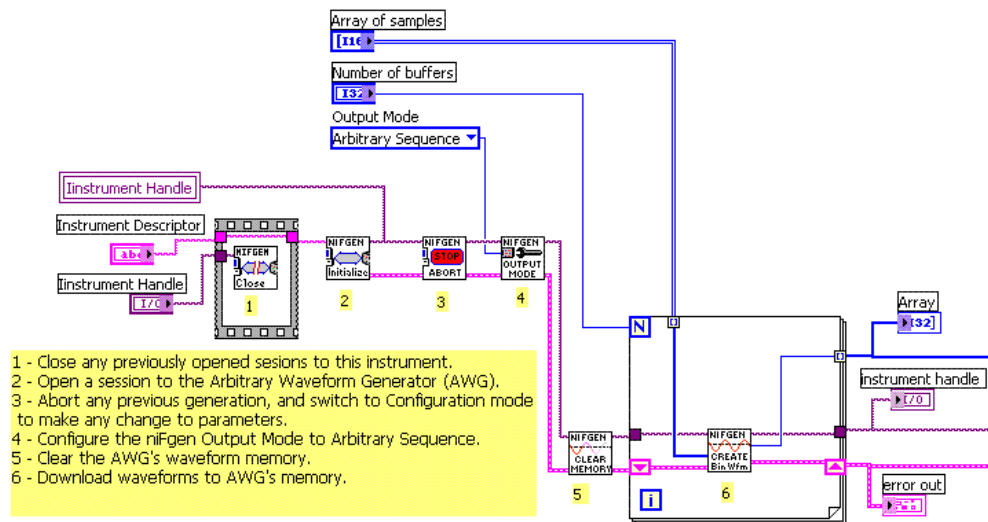 Array of samples
[I16
Number of buffers
I32
Output Mode
Arbitrary Sequence
Iinstrument Handle
Instrument Descriptor
abc
Iinstrument Handle
I/O
NIFGEN
Close
1
NIFGEN
Initialize
2
NIFGEN
STOP
ABORT
3
NIFGEN
OUTPUT
MODE
4
N
Array
I32]
instrument handle
I/O
NIFGEN
CLEAR
MEMORY
5
NIFGEN
CREATE
Bin Wfm
6
i
error out
1 - Close any previously opened sesions to this instrument.
2 - Open a session to the Arbitrary Waveform Generator (AWG).
3 - Abort any previous generation, and switch to Configuration mode
to make any change to parameters.
4 - Configure the niFgen Output Mode to Arbitrary Sequence.
5 - Clear the AWG's waveform memory.
6 - Download waveforms to AWG's memory.